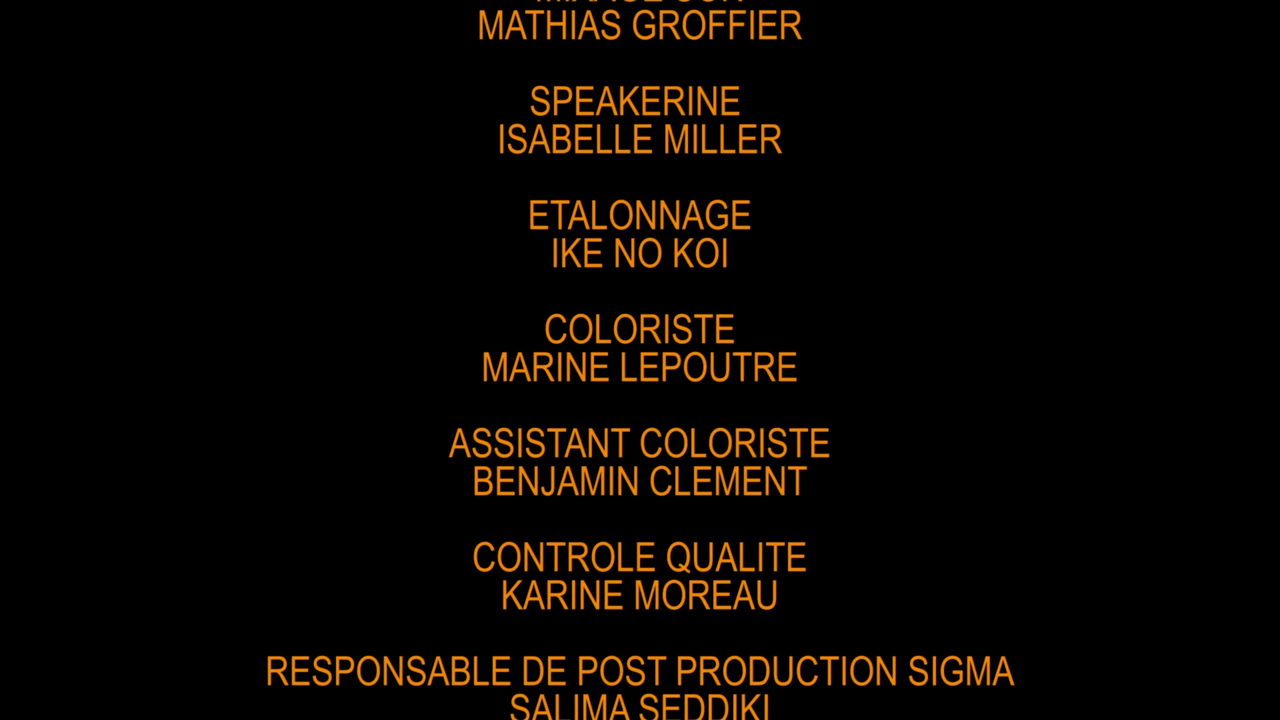 MATHIAS GROFFIER
SPEAKERINE
ISABELLE MILLER
ETALONNAGE
IKE NO KOI
COLORISTE
MARINE LEPOUTRE
ASSISTANT COLORISTE
BENJAMIN CLEMENT
CONTROLE QUALITE
KARINE MOREAU
RESPONSABLE DE POST PRODUCTION SIGMA
SALIMA SEDDIKI